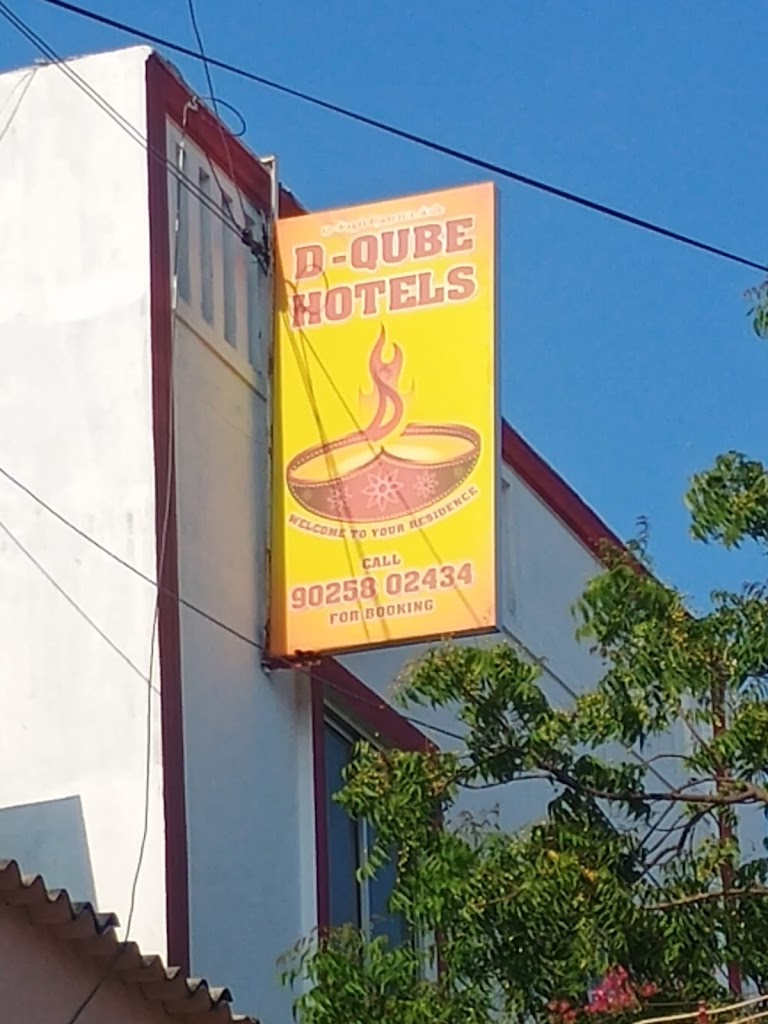 D-QUBE
HOTELS
WELCOME TO YOUR RESIDENCE
CALL
90258 02434
FOR BOOKING